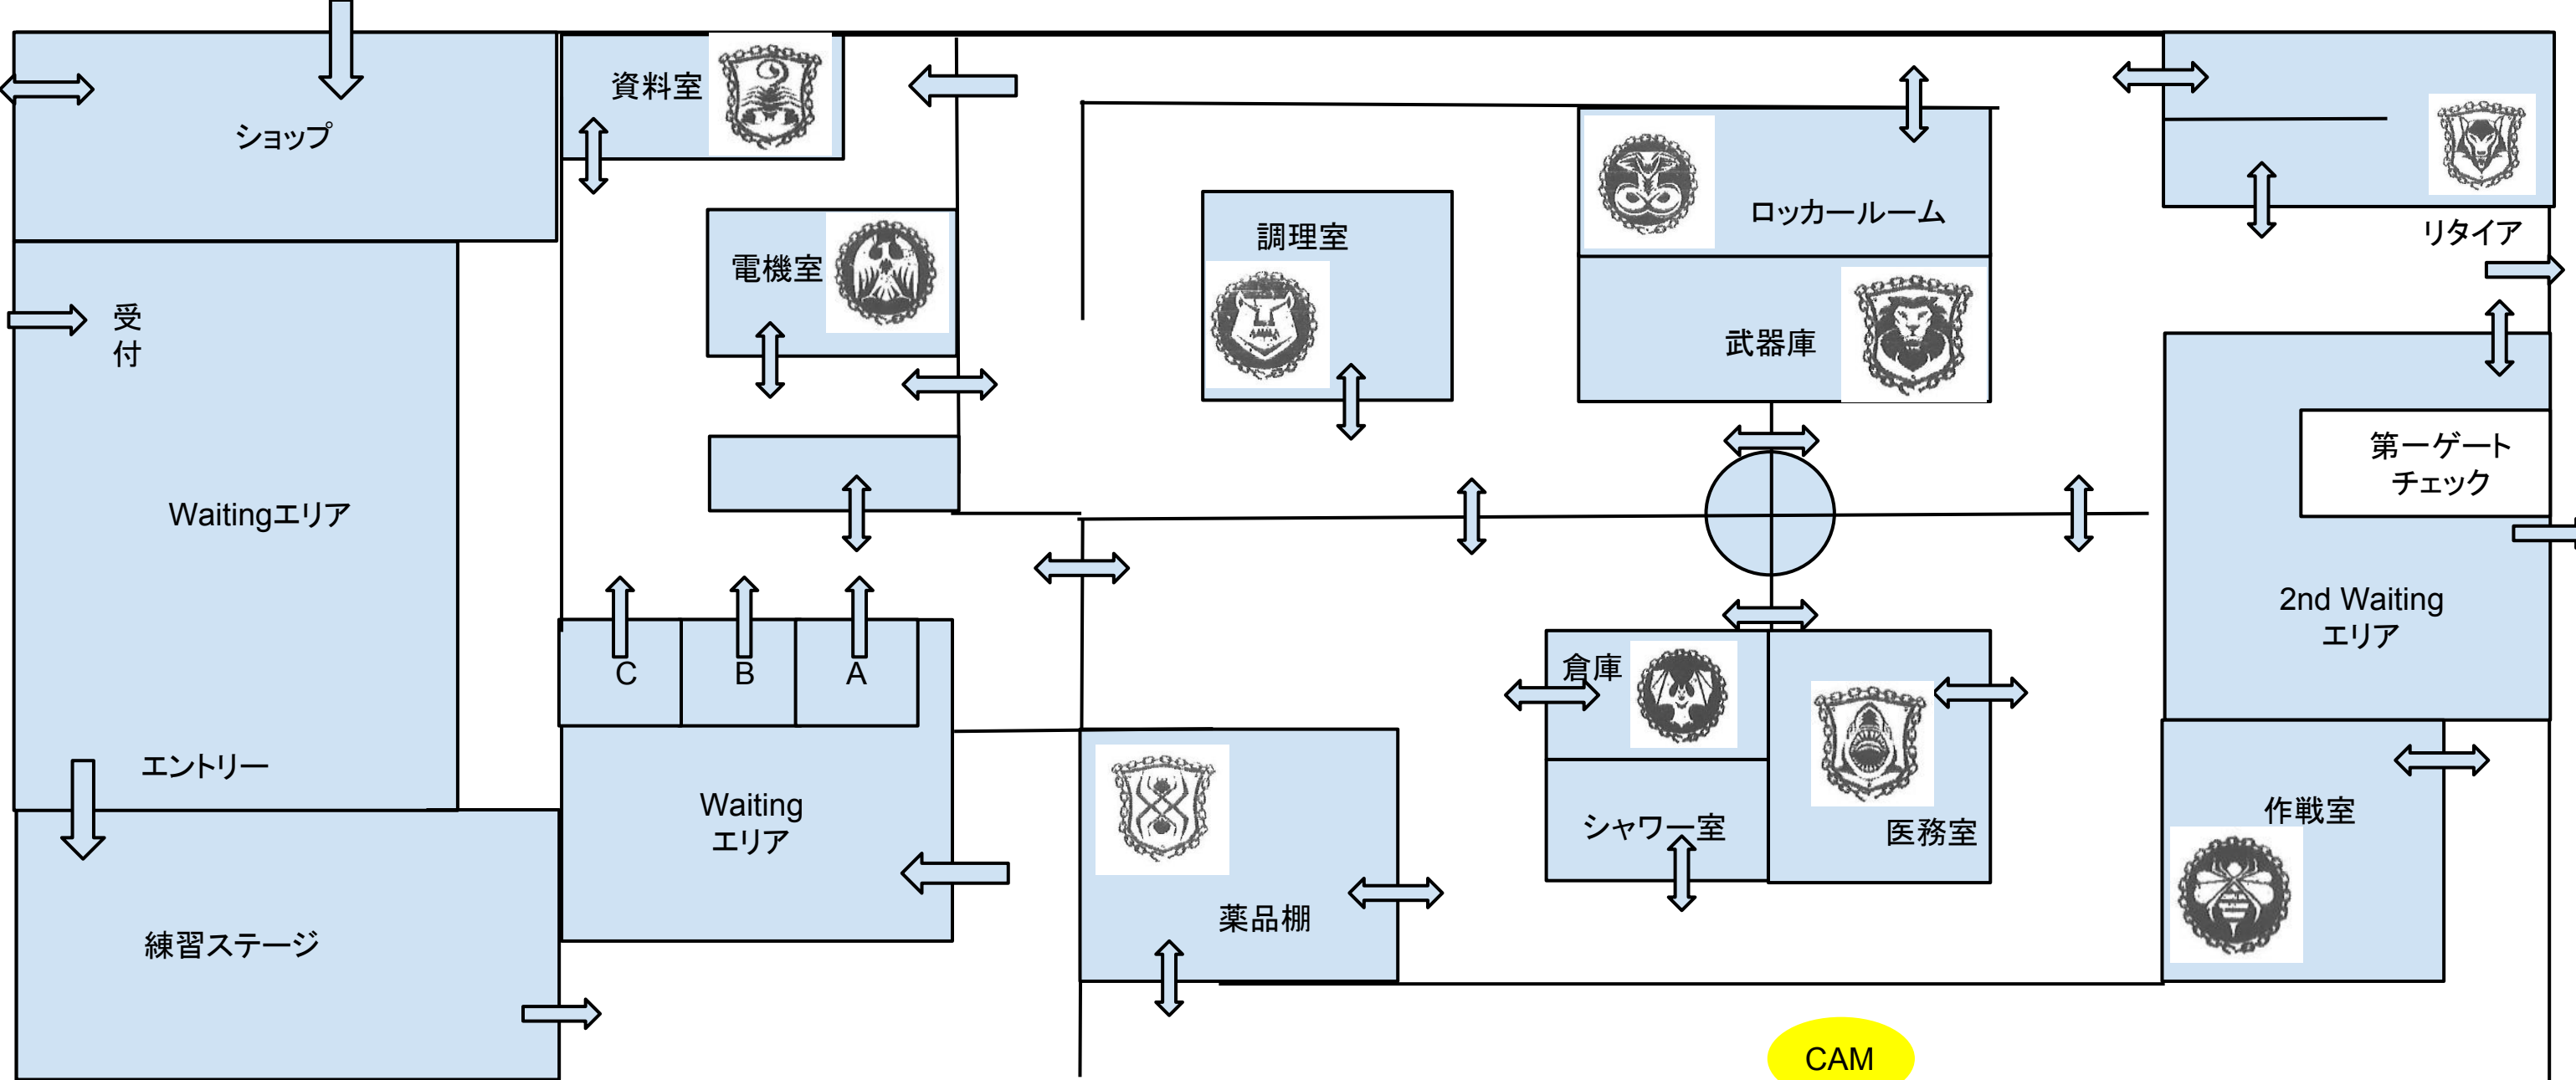 ショップ
資料室
電機室
調理室
ロッカールーム
武器庫
リタイア
受
付
Waitingエリア
エントリー
練習ステージ
C
B
A
Waiting
エリア
薬品棚
倉庫
シャワー室
医務室
第一ゲート
チェック
2nd Waiting
エリア
作戦室
CAM